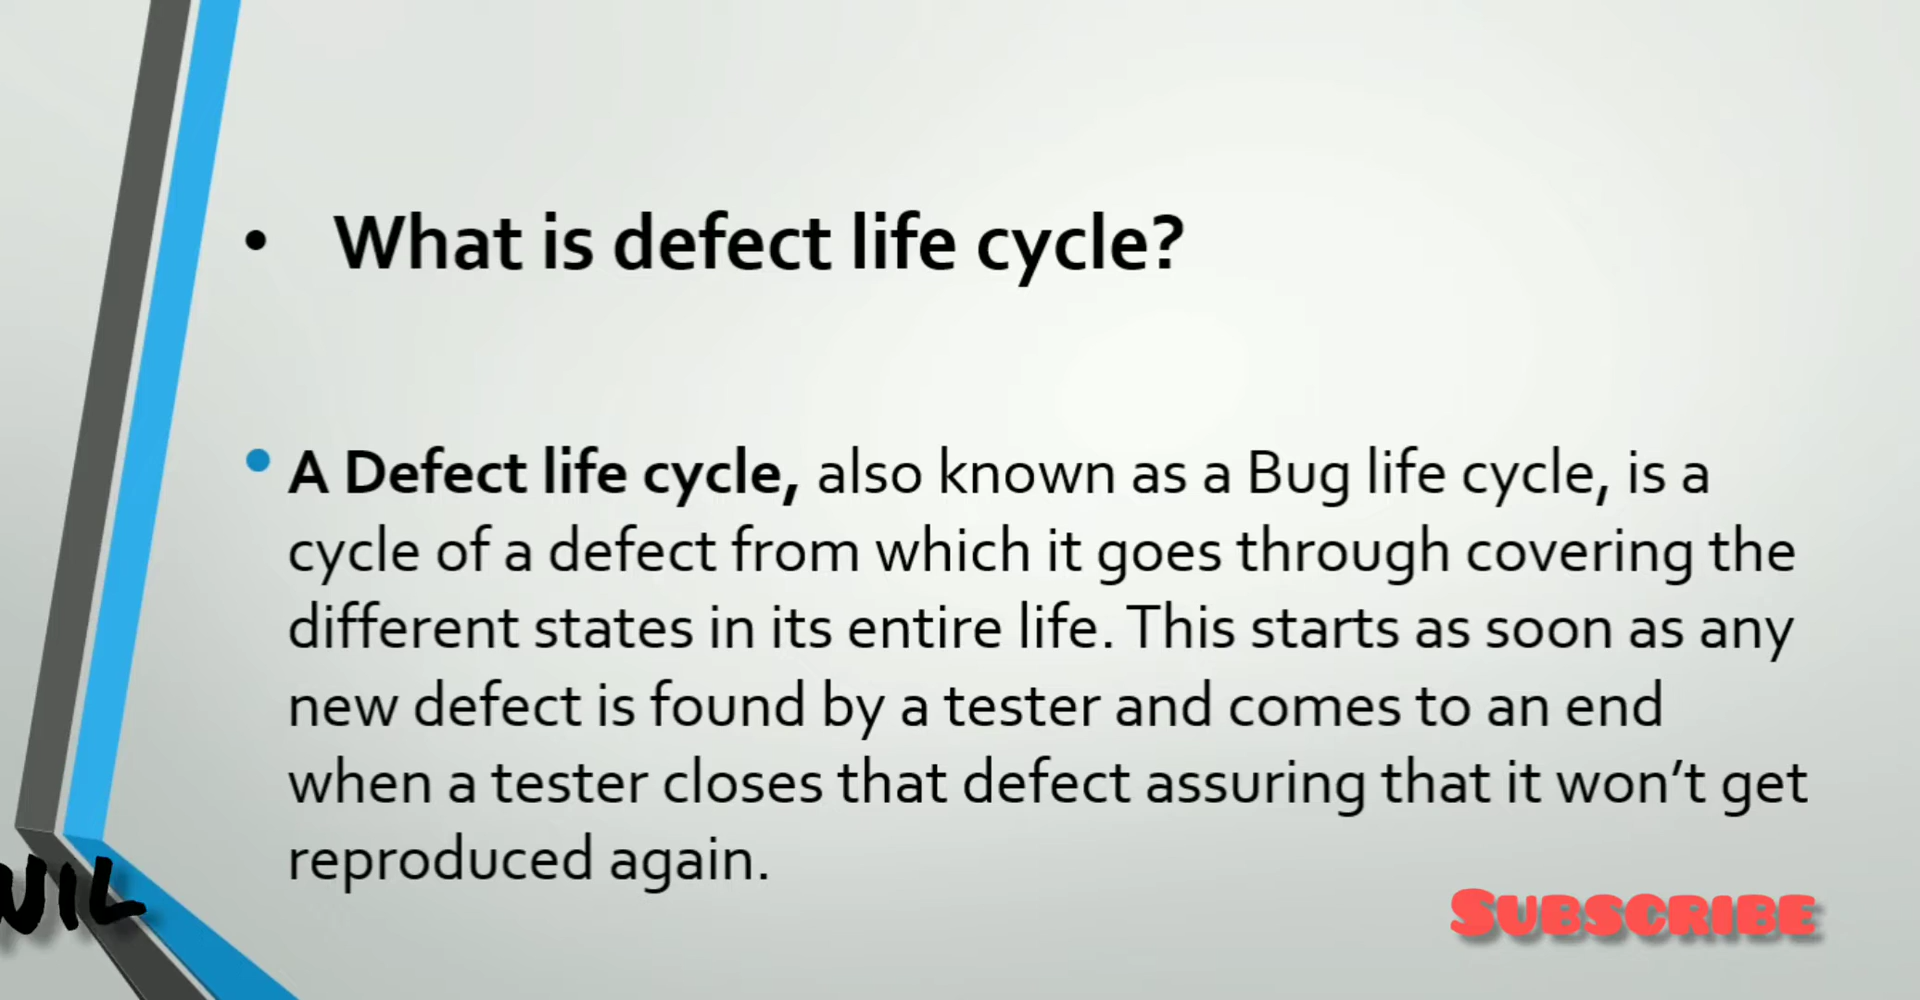 • What is defect life cycle?
• A Defect life cycle, also known as a Bug life cycle, is a
cycle of a defect from which it goes through covering the
different states in its entire life. This starts as soon as any
new defect is found by a tester and comes to an end
when a tester closes that defect assuring that it won’t get
reproduced again.
SUBSCRIBE